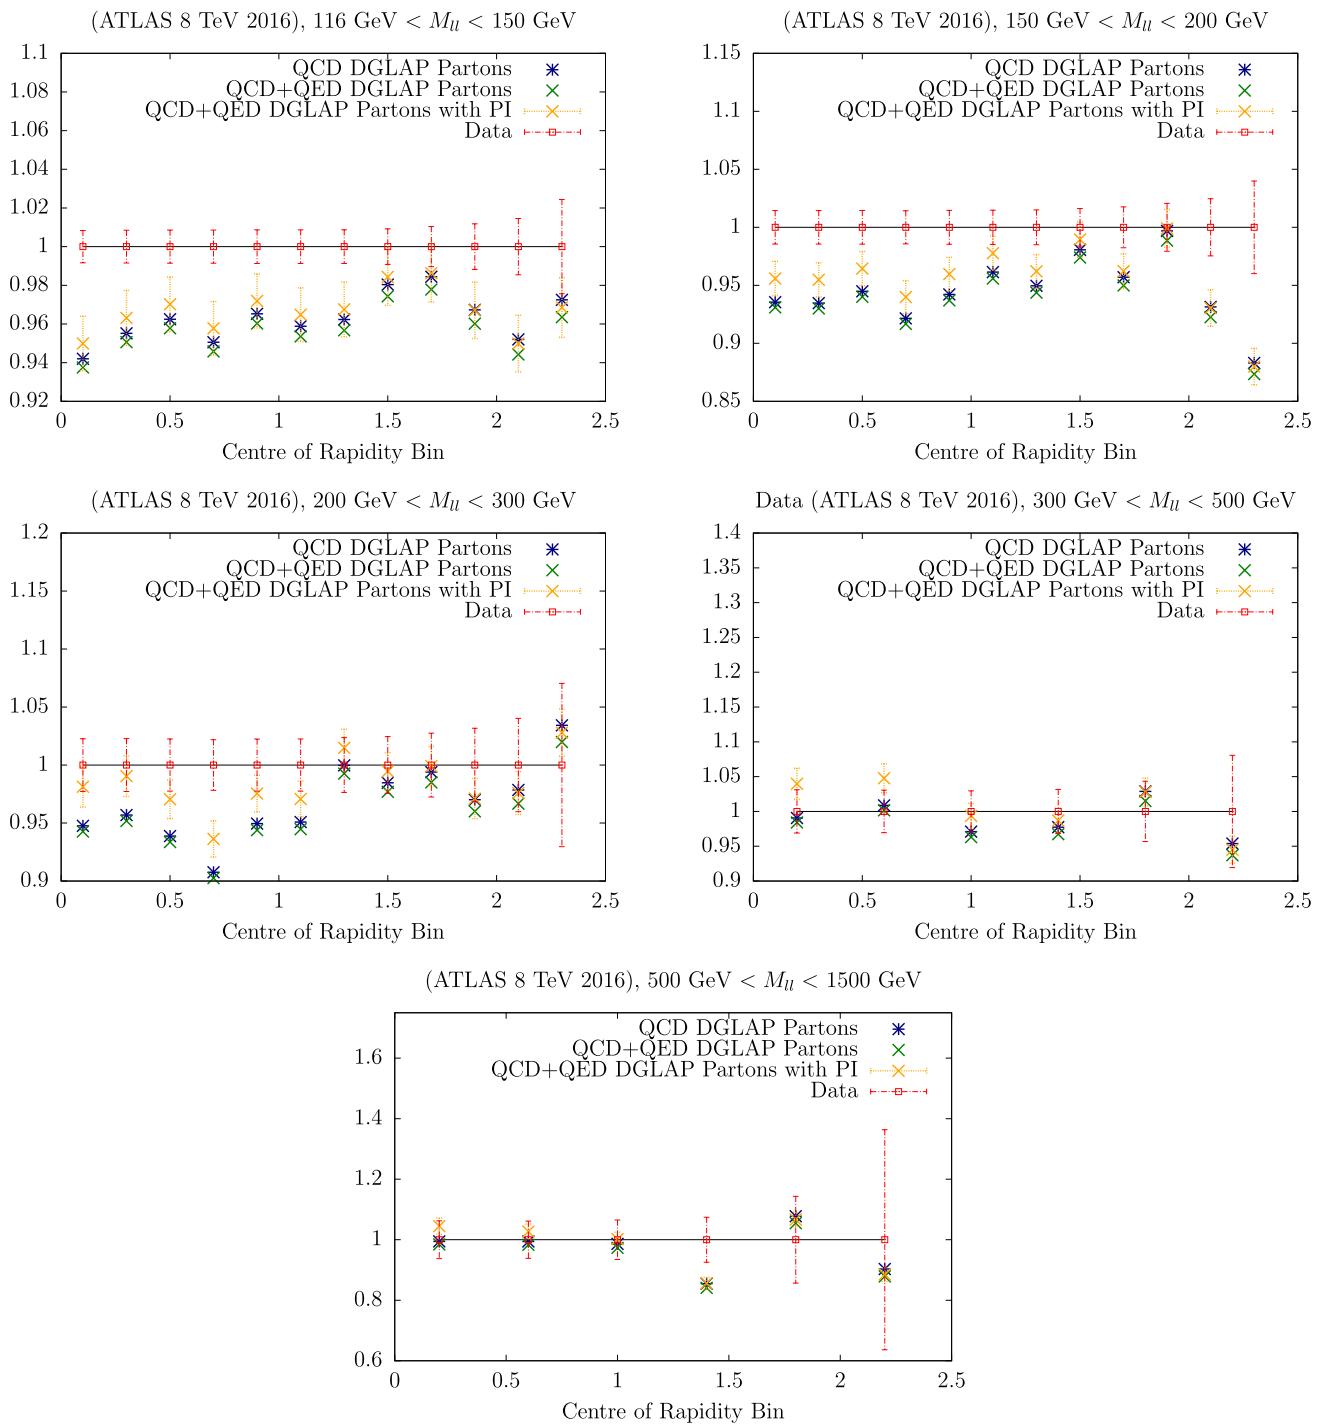 (ATLAS 8 TeV 2016), 116 GeV < M_ll < 150 GeV
1.1
1.08
1.06
1.04
1.02
1
0.98
0.96
0.94
0.92
0 0.5 1 1.5 2 2.5
Centre of Rapidity Bin
QCD DGLAP Partons
QCD+QED DGLAP Partons
QCD+QED DGLAP Partons with PI
Data
(ATLAS 8 TeV 2016), 150 GeV < M_ll < 200 GeV
1.15
1.1
1.05
1
0.95
0.9
0.85
0 0.5 1 1.5 2 2.5
Centre of Rapidity Bin
QCD DGLAP Partons
QCD+QED DGLAP Partons
QCD+QED DGLAP Partons with PI
Data
(ATLAS 8 TeV 2016), 200 GeV < M_ll < 300 GeV
1.2
1.15
1.1
1.05
1
0.95
0.9
0 0.5 1 1.5 2 2.5
Centre of Rapidity Bin
QCD DGLAP Partons
QCD+QED DGLAP Partons
QCD+QED DGLAP Partons with PI
Data
Data (ATLAS 8 TeV 2016), 300 GeV < M_ll < 500 GeV
1.4
1.35
1.3
1.25
1.2
1.15
1.1
1.05
1
0.95
0.9
0 0.5 1 1.5 2 2.5
Centre of Rapidity Bin
QCD DGLAP Partons
QCD+QED DGLAP Partons
QCD+QED DGLAP Partons with PI
Data
(ATLAS 8 TeV 2016), 500 GeV < M_ll < 1500 GeV
1.6
1.4
1.2
1
0.8
0.6
0 0.5 1 1.5 2 2.5
Centre of Rapidity Bin
QCD DGLAP Partons
QCD+QED DGLAP Partons
QCD+QED DGLAP Partons with PI
Data